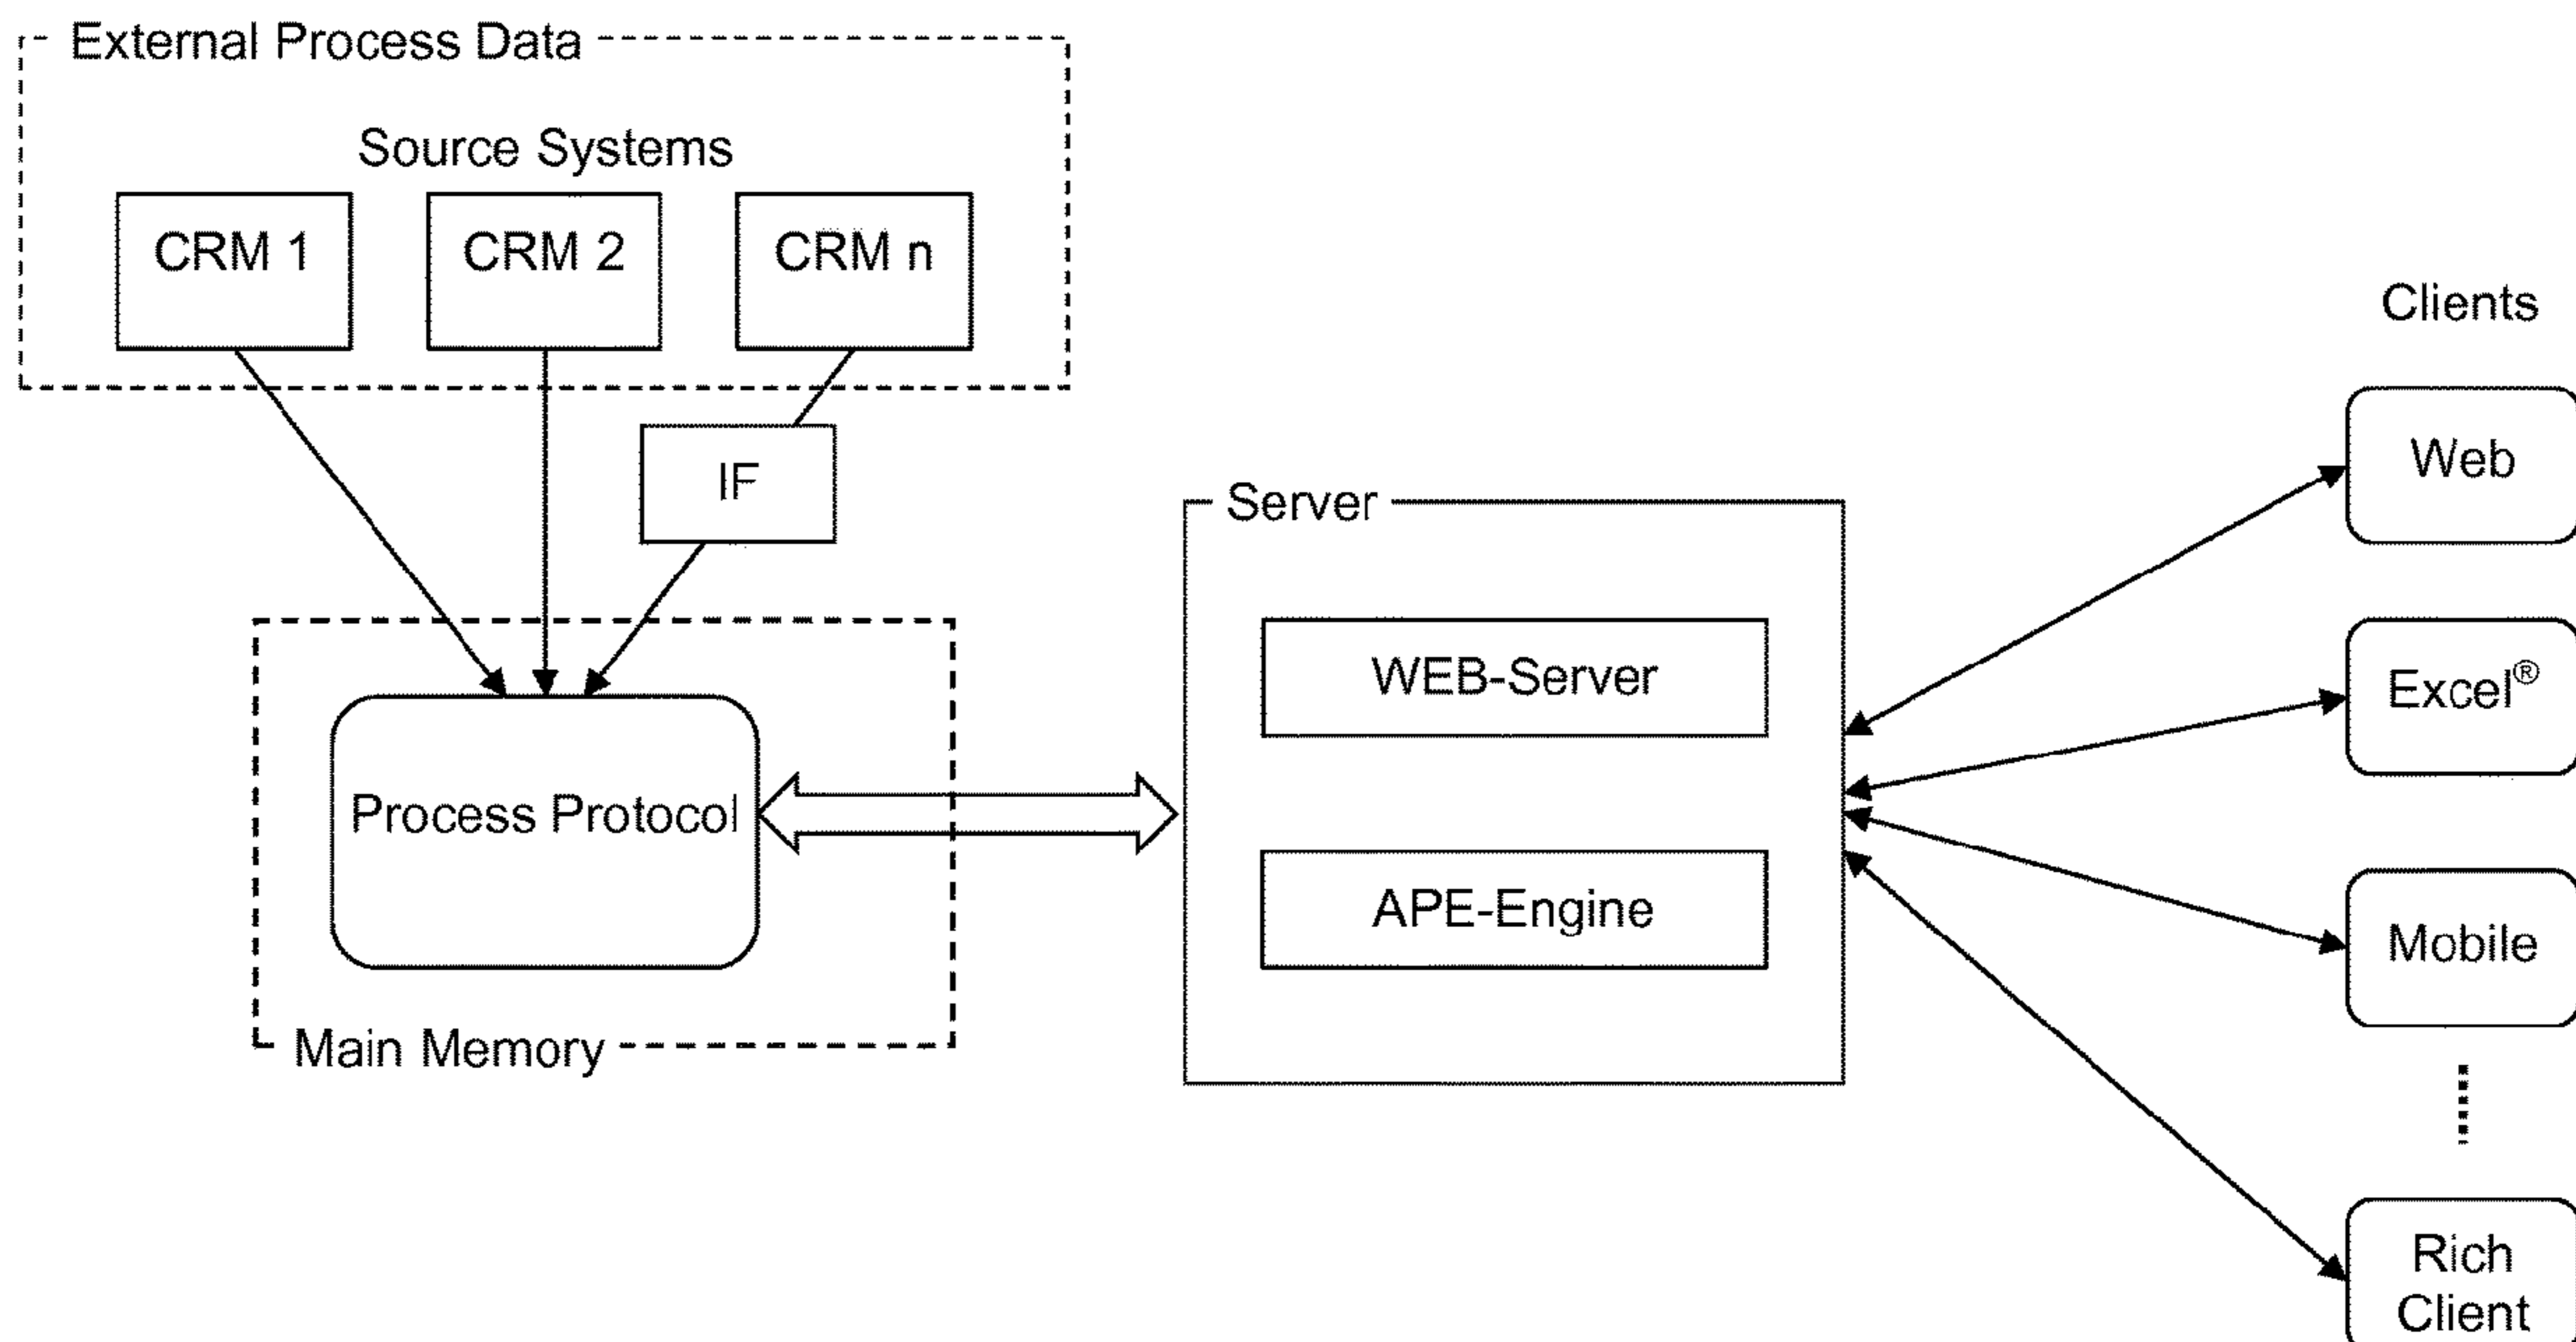 External Process Data
Source Systems
CRM 1
CRM 2
CRM n
IF
Clients
Web
Server
WEB-Server
Excel®
Process Protocol
APE-Engine
Mobile
Main Memory
Rich
Client